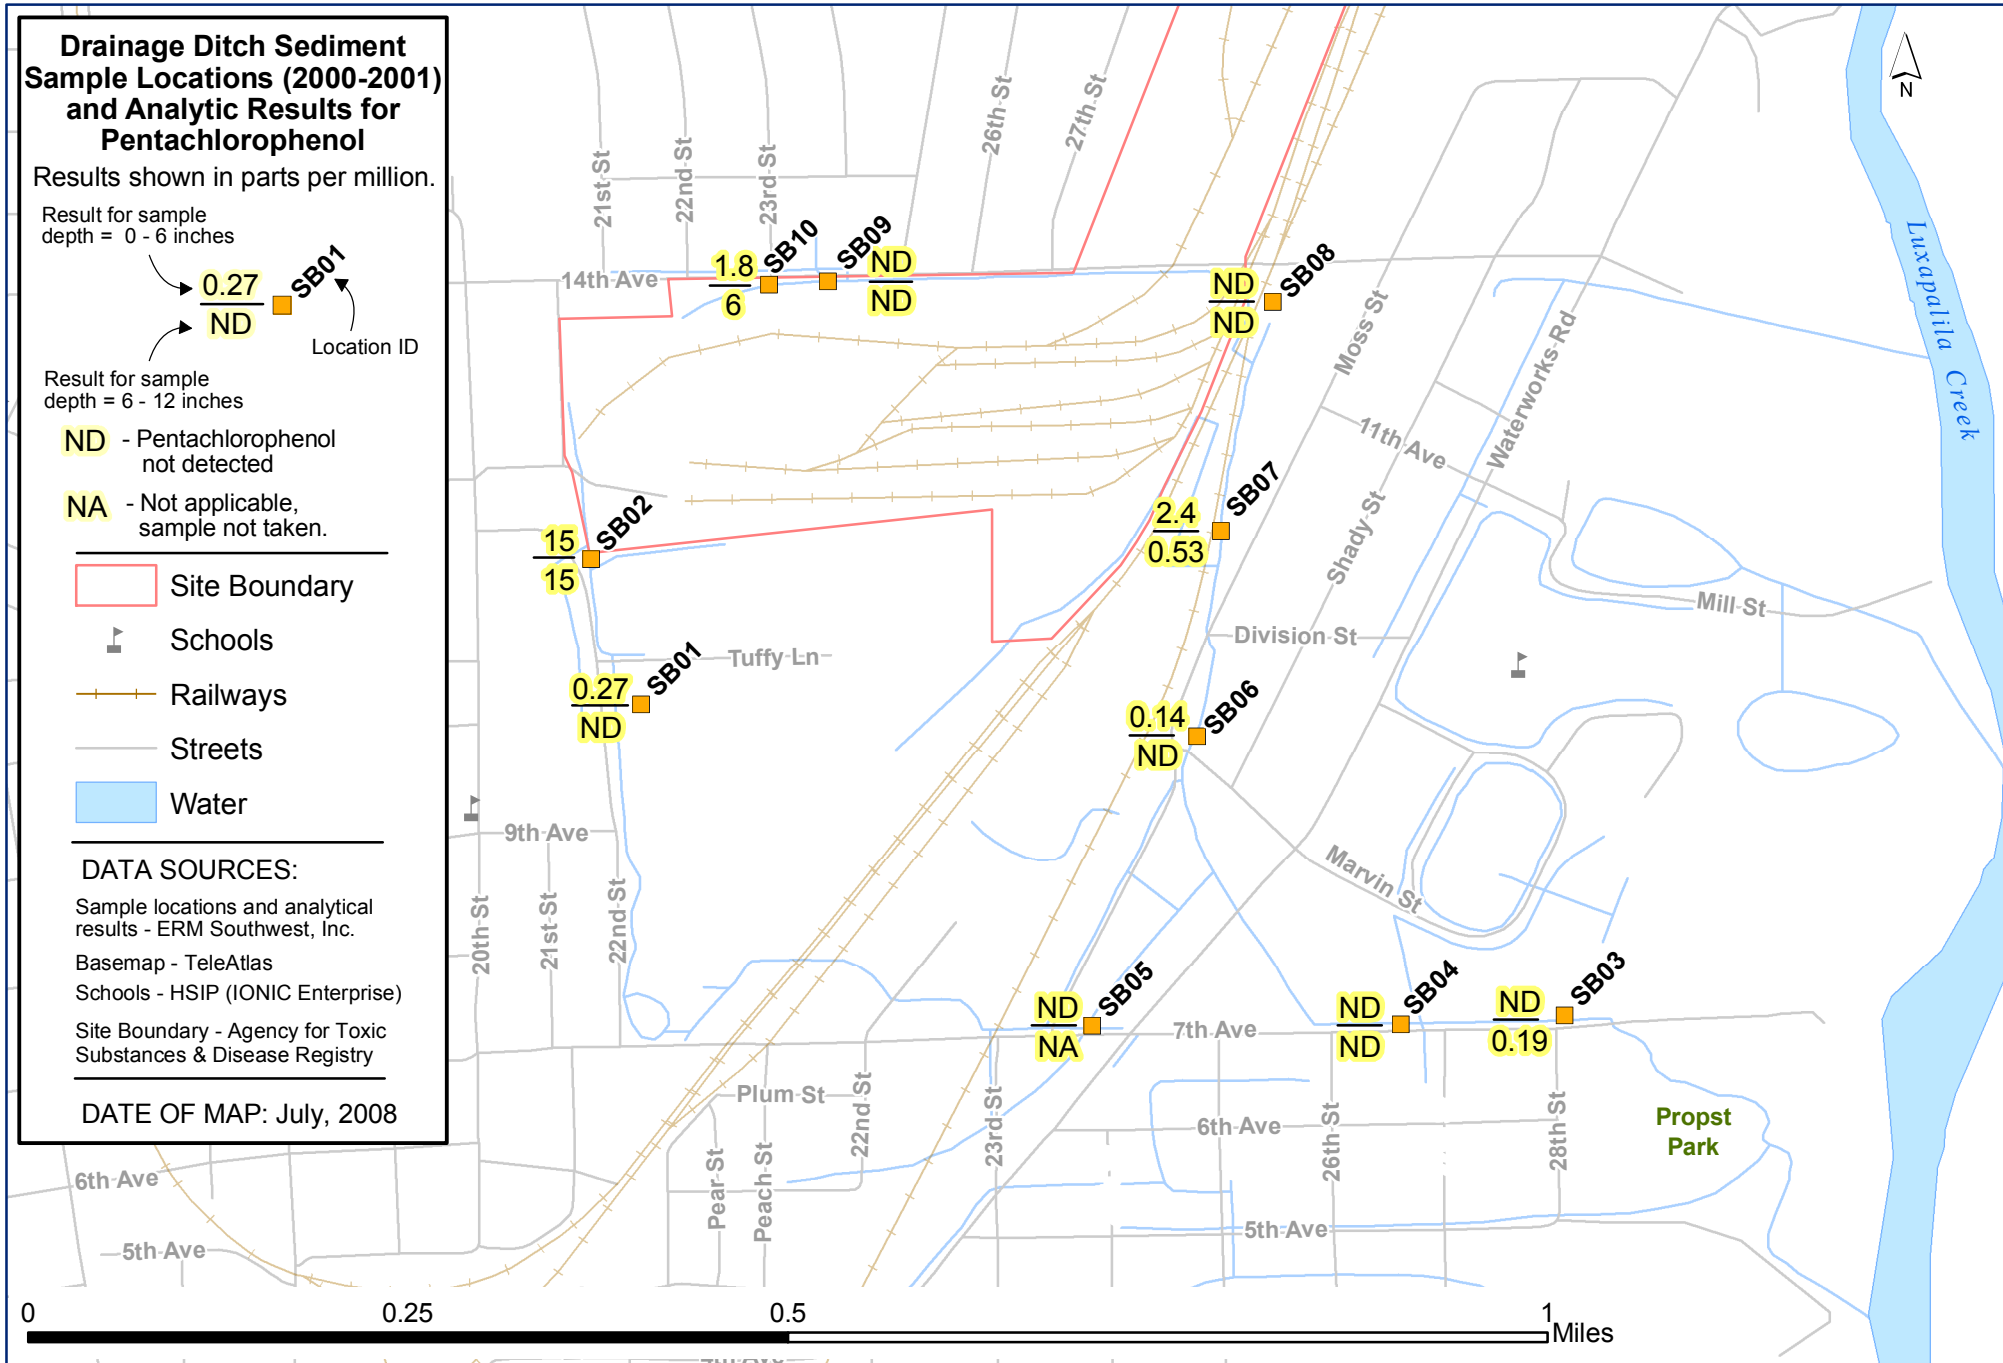 Drainage Ditch Sediment
Sample Locations (2000-2001)
and Analytic Results for
Pentachlorophenol
Results shown in parts per million.
Result for sample
depth = 0 - 6 inches
0.27
ND
SB01
Location ID
Result for sample
depth = 6 - 12 inches
ND - Pentachlorophenol
not detected
NA - Not applicable,
sample not taken.
Site Boundary
Schools
Railways
Streets
Water
DATA SOURCES:
Sample locations and analytical
results - ERM Southwest, Inc.
Basemap - TeleAtlas
Schools - HSIP (IONIC Enterprise)
Site Boundary - Agency for Toxic
Substances & Disease Registry
DATE OF MAP: July, 2008
N
21st St
22nd St
23rd St
26th St
27th St
14th Ave
1.8
6
SB10
SB09
ND
ND
ND
ND
SB08
Moss St
Waterworks Rd
Luxapalila Creek
11th Ave
Shady St
15
15
SB02
2.4
0.53
SB07
Mill St
Division St
Tuffy Ln
0.27
ND
SB01
0.14
ND
SB06
9th Ave
Marvin St
20th St
21st St
22nd St
ND
NA
SB05
7th Ave
ND
ND
SB04
ND
0.19
SB03
Plum St
22nd St
23rd St
6th Ave
26th St
28th St
Propst
Park
6th Ave
Pear St
Peach St
5th Ave
5th Ave
0
0.25
0.5
1
Miles